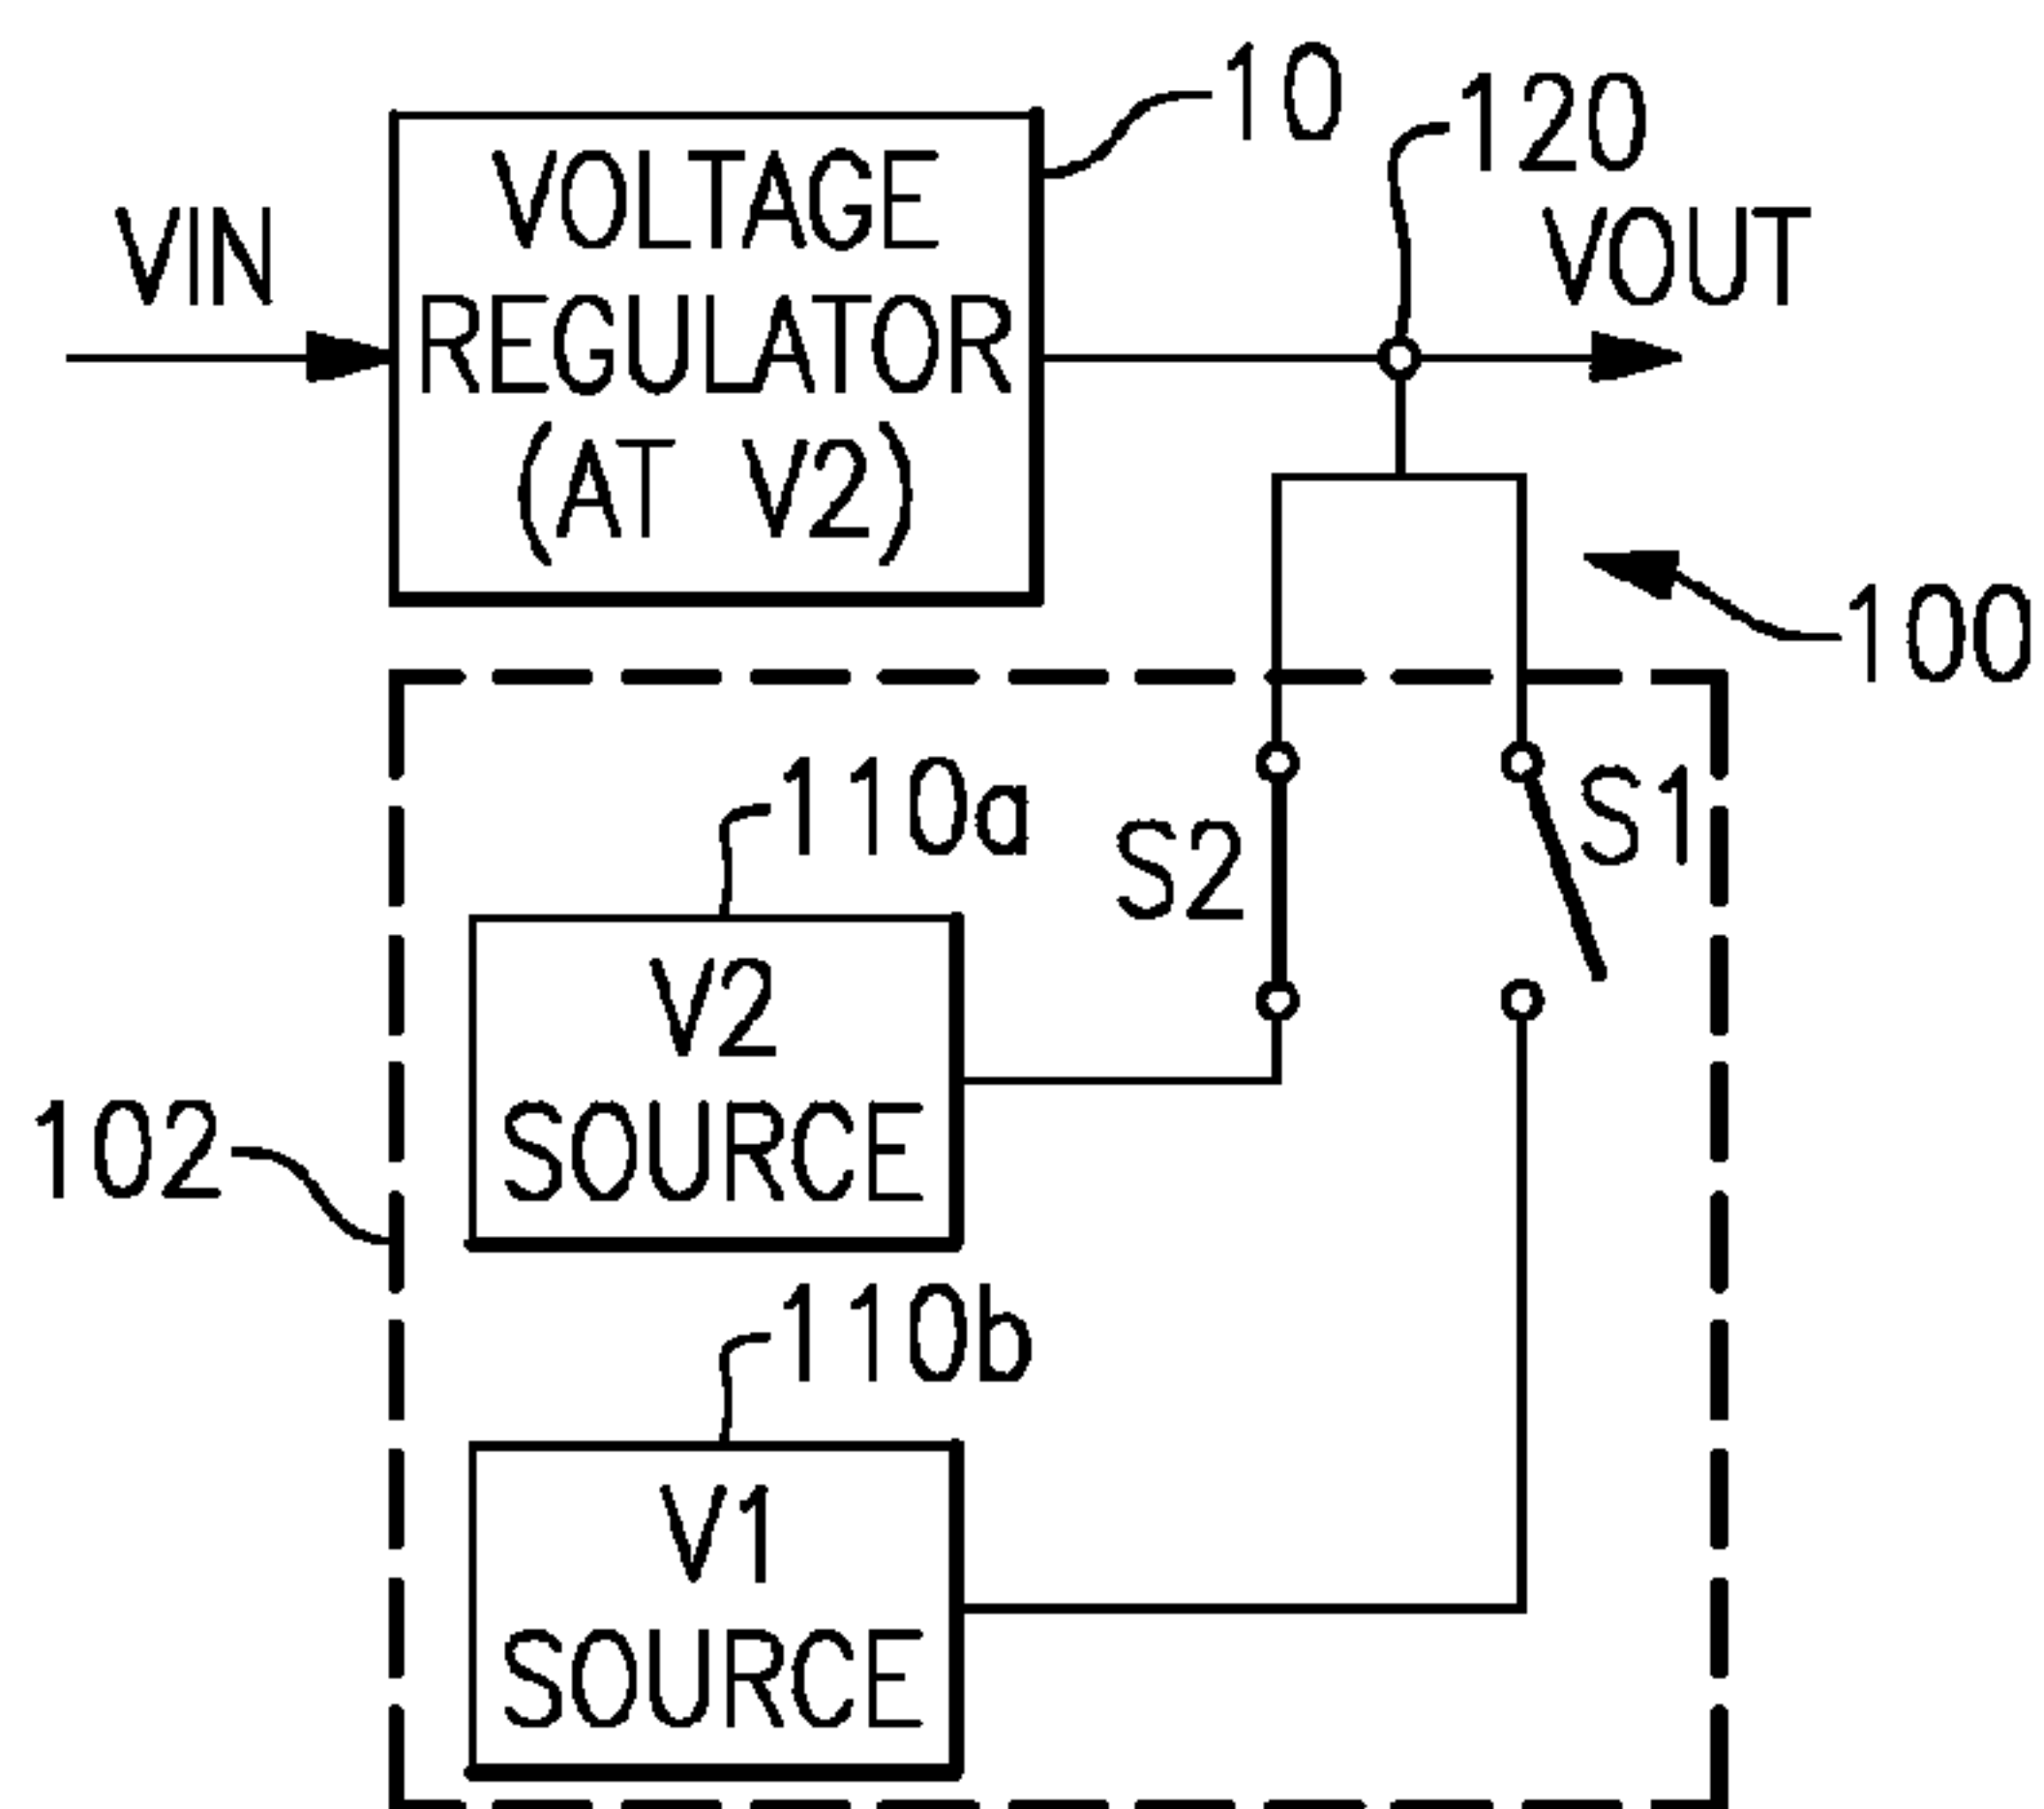 10
120
VIN
VOLTAGE
REGULATOR
(AT V2)
VOUT
100
110a
S2
S1
V2
SOURCE
102
110b
V1
SOURCE